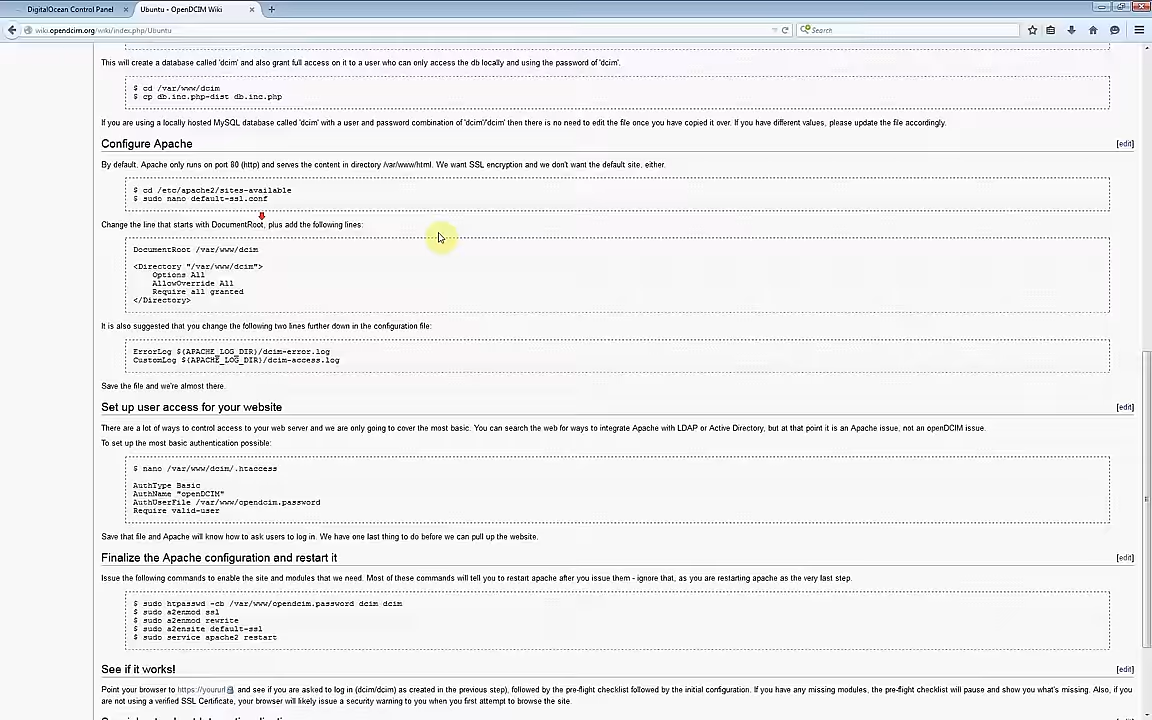 DigitalOcean Control Panel
Ubuntu - OpenDCIM Wiki
wiki.opendcim.org/wiki/index.php/Ubuntu
Search
This will create a database called 'dcim' and also grant full access on it to a user who can only access the db locally and using the password of 'dcim'.
$ cd /var/www/dcim
$ cp db.inc.php-dist db.inc.php
If you are using a locally hosted MySQL database called 'dcim' with a user and password combination of 'dcim'/'dcim' then there is no need to edit the file once you have copied it over. If you have different values, please update the file accordingly.
Configure Apache
[edit]
By default, Apache only runs on port 80 (http) and serves the content in directory /var/www/html. We want SSL encryption and we don't want the default site, either.
$ cd /etc/apache2/sites-available
$ sudo nano default-ssl.conf
Change the line that starts with DocumentRoot, plus add the following lines:
DocumentRoot /var/www/dcim
<Directory "/var/www/dcim">
Options All
AllowOverride All
Require all granted
</Directory>
It is also suggested that you change the following two lines further down in the configuration file:
ErrorLog ${APACHE_LOG_DIR}/dcim-error.log
CustomLog ${APACHE_LOG_DIR}/dcim-access.log
Save the file and we're almost there.
Set up user access for your website
[edit]
There are a lot of ways to control access to your web server and we are only going to cover the most basic. You can search the web for ways to integrate Apache with LDAP or Active Directory, but at that point it is an Apache issue, not an openDCIM issue.
To set up the most basic authentication possible:
$ nano /var/www/dcim/.htaccess
AuthType Basic
AuthName "openDCIM"
AuthUserFile /var/www/opendcim.password
Require valid-user
Save that file and Apache will know how to ask users to log in. We have one last thing to do before we can pull up the website.
Finalize the Apache configuration and restart it
[edit]
Issue the following commands to enable the site and modules that we need. Most of these commands will tell you to restart apache after you issue them - ignore that, as you are restarting apache as the very last step.
$ sudo htpasswd -cb /var/www/opendcim.password dcim dcim
$ sudo a2enmod ssl
$ sudo a2enmod rewrite
$ sudo a2ensite default-ssl
$ sudo service apache2 restart
See if it works!
[edit]
Point your browser to https://yoururl and see if you are asked to log in (dcim/dcim) as created in the previous step), followed by the pre-flight checklist followed by the initial configuration. If you have any missing modules, the pre-flight checklist will pause and show you what's missing. Also, if
you are not using a verified SSL Certificate, your browser will likely issue a security warning to you when you first attempt to browse the site.